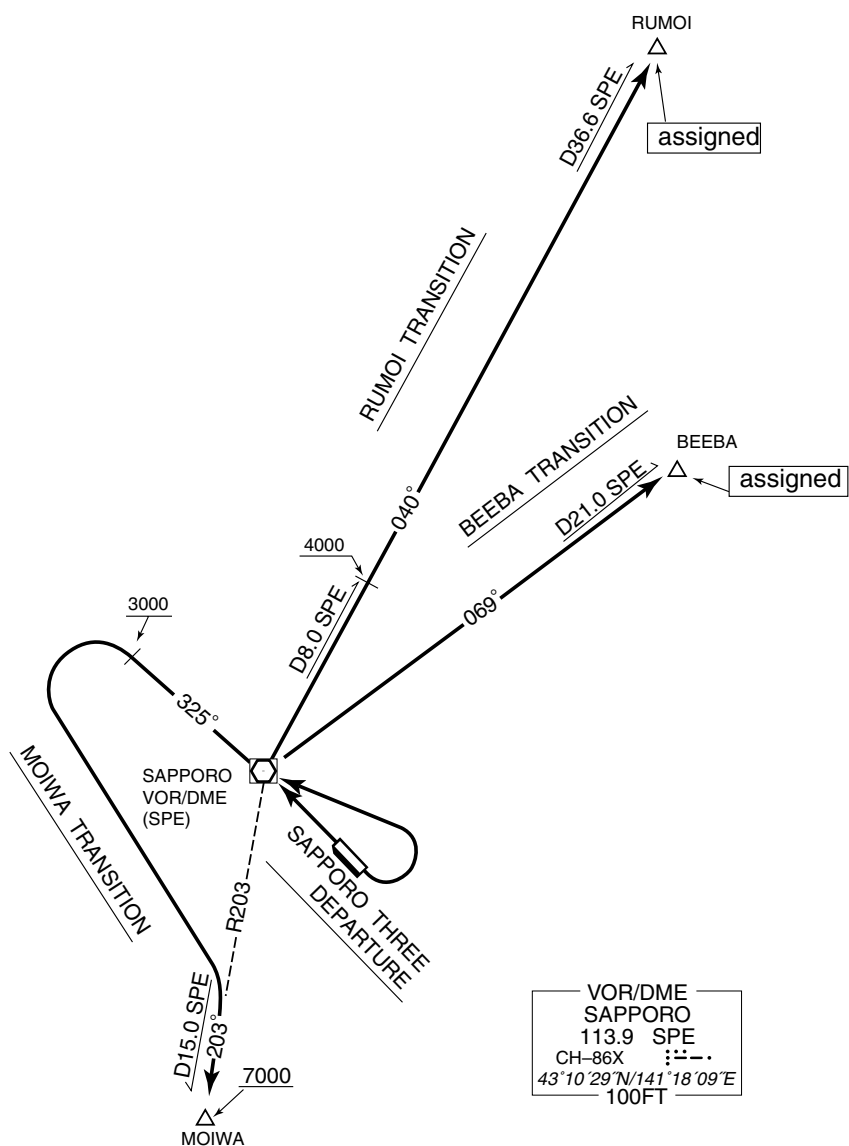 RUMOI
D36.6 SPE
assigned
RUMOI TRANSITION
BEEBA TRANSITION
BEEBA
assigned
D21.0 SPE
040°
4000
069°
D8.0 SPE
3000
325°
SAPPORO
VOR/DME
(SPE)
MOIWA TRANSITION
SAPPORO THREE
DEPARTURE
R203
D15.0 SPE
203°
7000
MOIWA
VOR/DME
SAPPORO
113.9 SPE
CH–86X
43°10´29˝N/141°18´09˝E
100FT